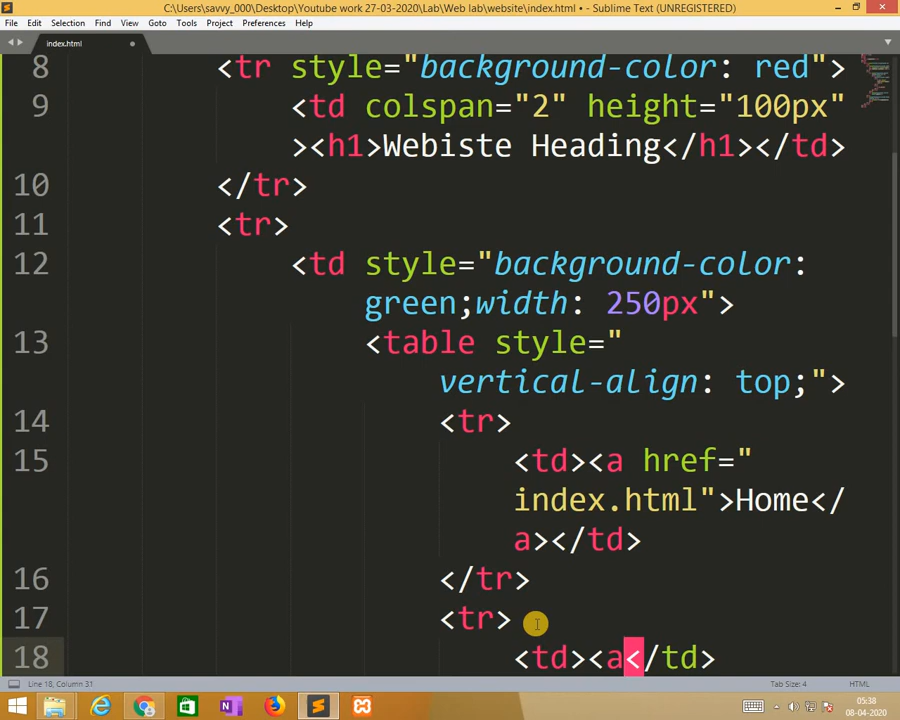 C:\Users\savvy_000\Desktop\Youtube work 27-03-2020\Lab\Web lab\website\index.html • - Sublime Text (UNREGISTERED)
File Edit Selection Find View Goto Tools Project Preferences Help
index.html
8 <tr style="background-color: red">
9 <td colspan="2" height="100px"
><h1>Webiste Heading</h1></td>
10 </tr>
11 <tr>
12 <td style="background-color:
green;width: 250px">
13 <table style="
vertical-align: top;">
14 <tr>
15 <td><a href="
index.html">Home</
a></td>
16 </tr>
17 <tr>
18 <td><a</td>
Line 18, Column 31 Tab Size: 4 HTML
05:38
08-04-2020